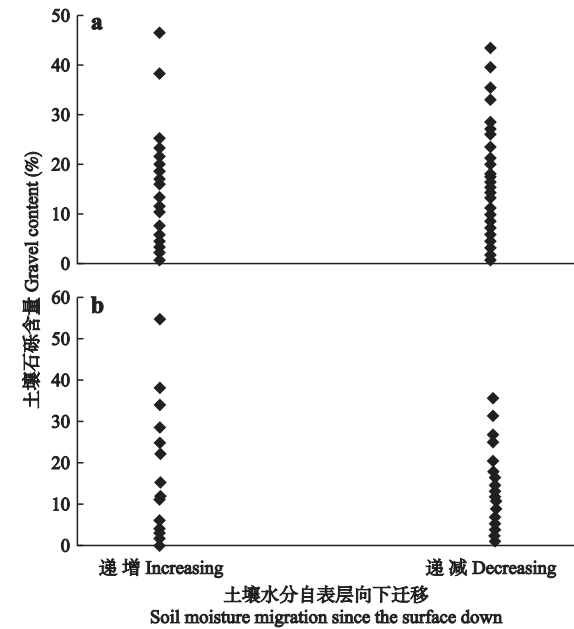 土壤石砾含量 Gravel content (%)
a
50
40
30
20
10
0
b
60
50
40
30
20
10
0
递 增 Increasing 递 减 Decreasing
土壤水分自表层向下迁移
Soil moisture migration since the surface down